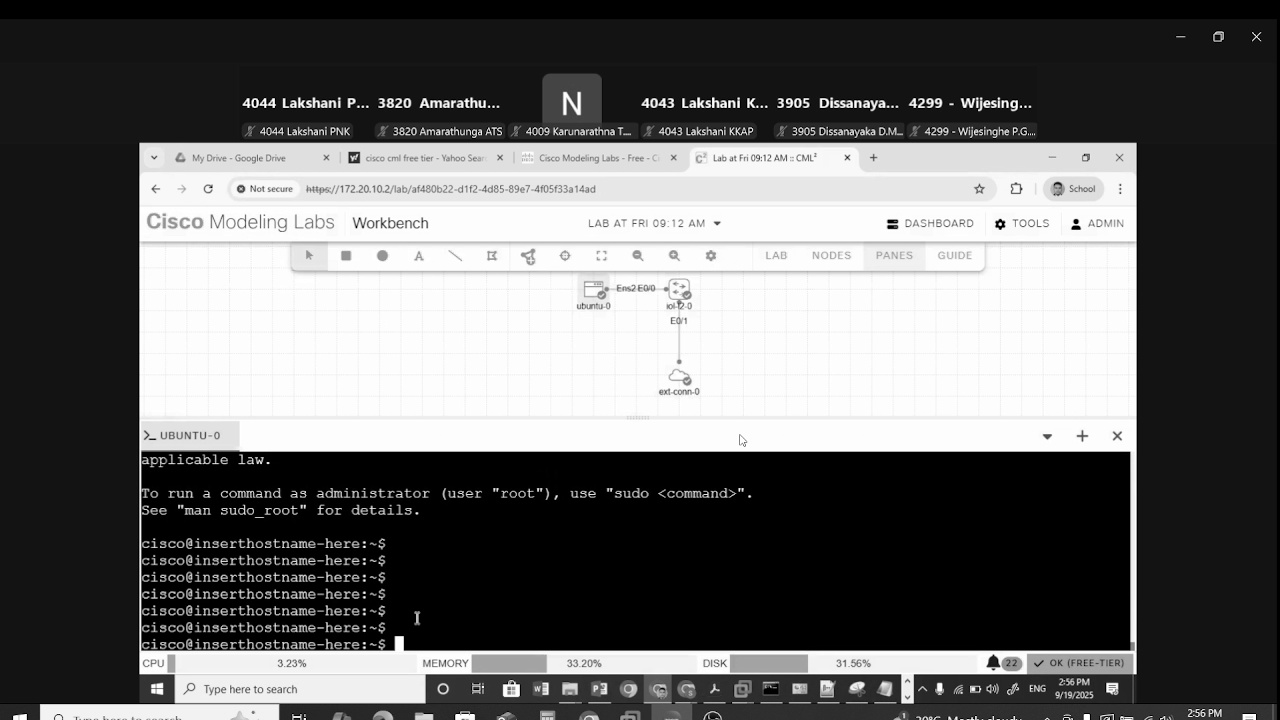 4044 Lakshani P... 3820 Amarathu... N 4043 Lakshani K... 3905 Dissanaya... 4299 - Wijesing...
4044 Lakshani PNK 3820 Amarathunga ATS 4009 Karunarathna T... 4043 Lakshani KKAP 3905 Dissanayaka D.M... 4299 - Wijesinghe P.G....
My Drive - Google Drive cisco cml free tier - Yahoo Sear Cisco Modeling Labs - Free - C Lab at Fri 09:12 AM :: CML²
Not secure https://172.20.10.2/lab/af480b22-d1f2-4d85-89e7-4f05f33a14ad School
Cisco Modeling Labs Workbench LAB AT FRI 09:12 AM DASHBOARD TOOLS ADMIN
A LAB NODES PANES GUIDE
Ens2 E0/0
ubuntu-0 iol-l2-0
E0/1
ext-conn-0
UBUNTU-0
applicable law.
To run a command as administrator (user "root"), use "sudo <command>".
See "man sudo_root" for details.
cisco@inserthostname-here:~$
cisco@inserthostname-here:~$
cisco@inserthostname-here:~$
cisco@inserthostname-here:~$
cisco@inserthostname-here:~$
cisco@inserthostname-here:~$
cisco@inserthostname-here:~$
CPU 3.23% MEMORY 33.20% DISK 31.56% 22 OK (FREE-TIER)
Type here to search ENG 2:56 PM
9/19/2025
Type here to search Mostly cloudy 2:56 PM